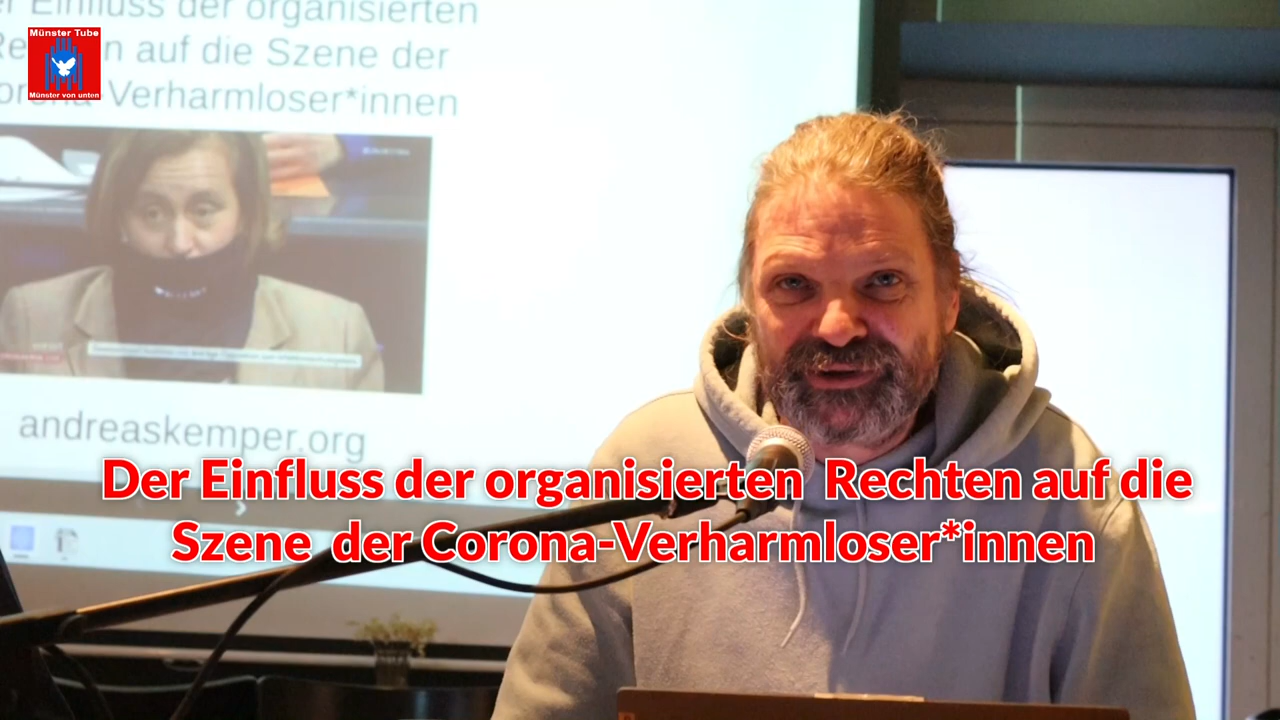 Münster Tube
Münster von unten
Einfluss der organisierten
n auf die Szene der
Verharmloser*innen
andreaskemper.org
Der Einfluss der organisierten Rechten auf die
Szene der Corona-Verharmloser*innen